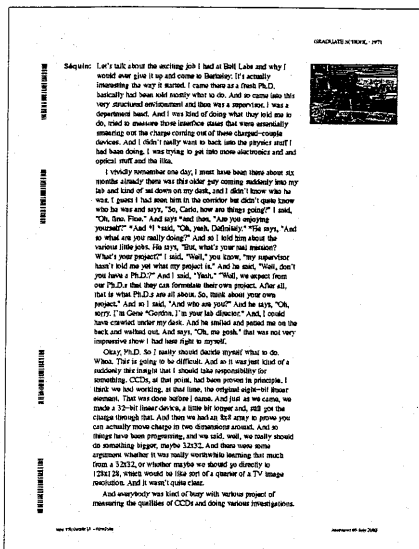 GRADUATE SCHOOL - 1971
Séquin: Let's talk about the exciting job I had at Bell Labs and why I
would ever give it up and come to Berkeley. It's actually
interesting the way it started. I came there as a fresh Ph.D.
basically had been told mostly what to do. And so came into this
very structured environment and then was a supervisor. I was a
department head. And I was kind of doing what they told me to
do, tried to measure those interface states that were essentially
smearing out the charge coming out of these charged-couple
devices. And I didn't really want to back into the physics stuff I
had been doing. I was trying to get into more electronics and and
optical stuff and the like.
I vividly remember one day, I must have been there about six
months already there was this older guy coming suddenly into my
lab and kind of sat down on my desk, and I didn't know who he
was. I guess I had seen him in the corridor but didn't quite know
who he was and says, "So, Carlo, how are things going?" I said,
"Oh, fine. Fine." And says "and then, "Are you enjoying
yourself?" "And "I "said, "Oh, yeah. Definitely." "He says, "And
so what are you really doing?" And so I told him about the
various little jobs. He says, "But, what's your real mission?
What's your project?" I said, "Well," you know, "my supervisor
hasn't told me yet what my project is." And he said, "Well, don't
you have a Ph.D.?" And I said, "Yeah." "Well, we expect from
our Ph.D.s that they can formulate their own project. After all,
that is what Ph.D.s are all about. So, think about your own
project." And so I said, "And who are you?" And he says, "Oh,
sorry. I'm Gene "Gordon. I'm your lab director." And, I could
have crawled under my desk. And he smiled and patted me on the
back and walked out. And says, "Oh, me gosh." that was not very
impressive show I had here right to myself.
Okay, Ph.D. So I really should decide myself what to do.
Whoa. This is going to be difficult. And so it was just kind of a
suddenly this insight that I should take responsibility for
something. CCDs, at that point, had been proven in principle. I
think we had working, at that time, the original eight-bit linear
element. That was done before I came. And just as we came, we
made a 32-bit linear device, a little bit longer and, still got the
charge through that. And then we had an 8x8 array to prove you
can actually move charge in two dimensions around. And so
things have been programming, and we said, well, we really should
do something bigger, maybe 32x32. And there were some
argument whether it was really worthwhile learning that much
from a 32x32, or whether maybe we should go directly to
128x128, which would be like sort of a quarter of a TV image
resolution. And it wasn't quite clear.
And everybody was kind of busy with various project of
measuring the qualities of CCDs and doing various investigations.